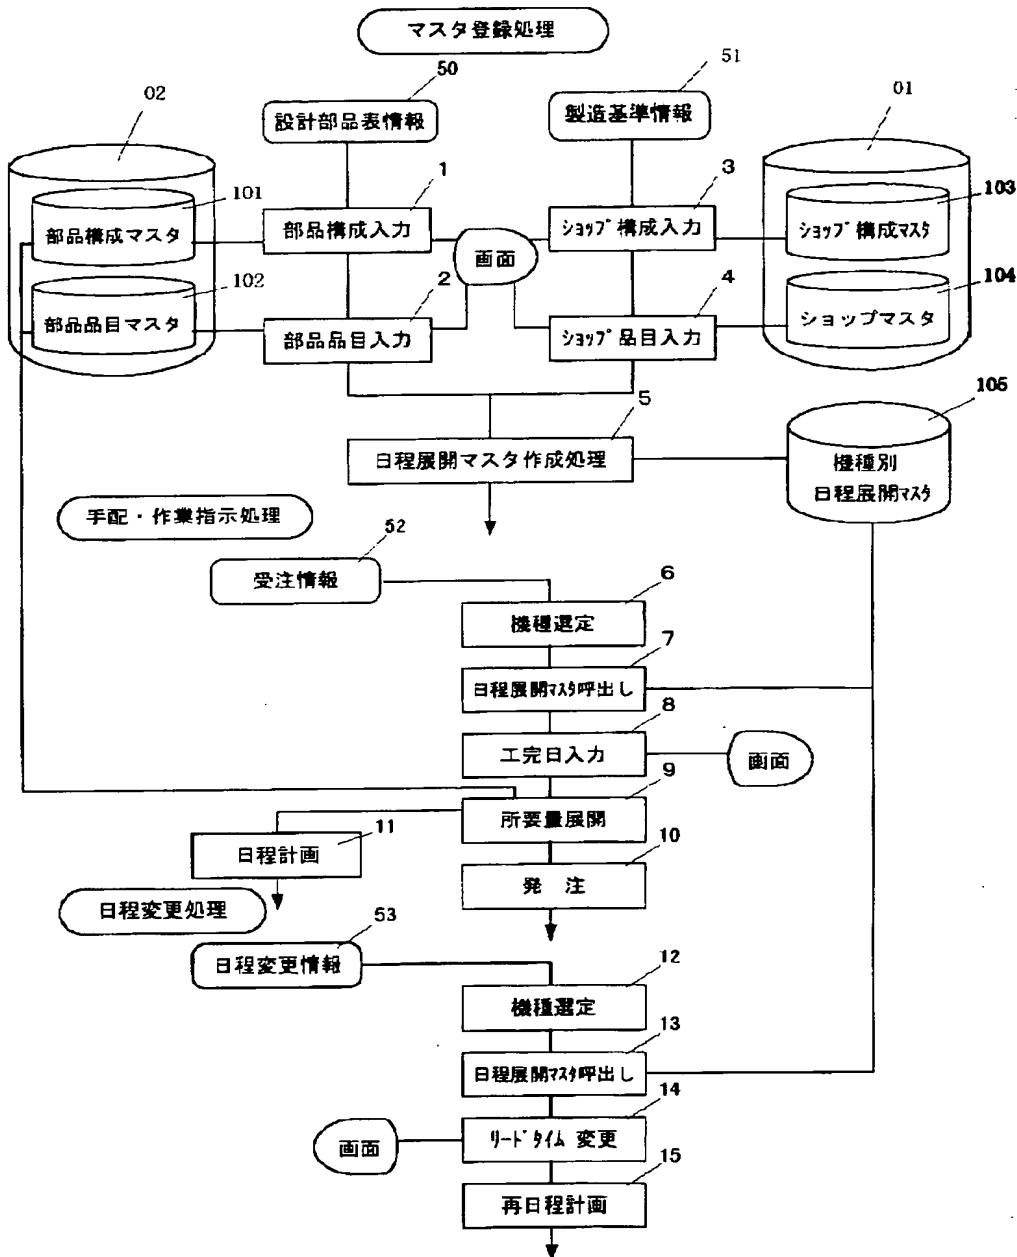 マスタ登録処理
50
51
02
01
設計部品表情報
製造基準情報
101
1
3
103
部品構成マスタ
部品構成入力
画面
ショップ構成入力
ショップ構成マスタ
102
2
4
104
部品品目マスタ
部品品目入力
ショップ品目入力
ショップマスタ
5
105
日程展開マスタ作成処理
機種別
日程展開マスタ
手配・作業指示処理
52
受注情報
6
機種選定
7
日程展開マスタ呼出し
8
工完日入力
画面
9
所要量展開
11
日程計画
10
発 注
日程変更処理
53
日程変更情報
12
機種選定
13
日程展開マスタ呼出し
14
画面
リードタイム 変更
15
再日程計画